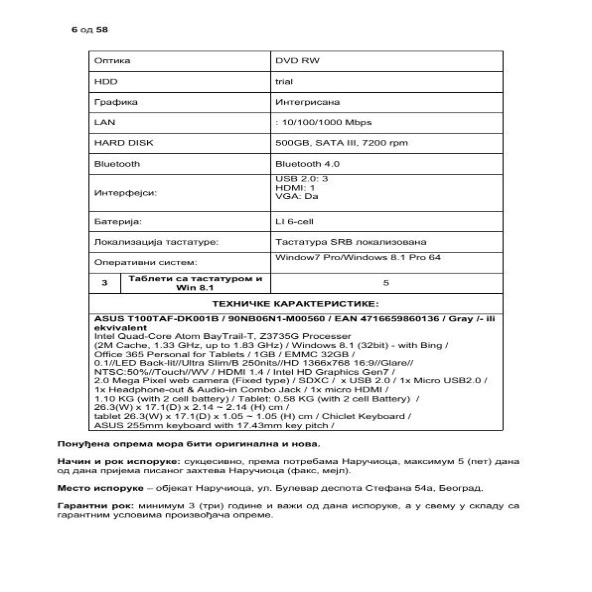 6 од 58
Оптика DVD RW
HDD trial
Графика Интегрисана
LAN : 10/100/1000 Mbps
HARD DISK 500GB, SATA III, 7200 rpm
Bluetooth Bluetooth 4.0
Интерфејси: USB 2.0: 3
HDMI: 1
VGA: Da
Батерија: LI 6-cell
Локализација тастатуре: Тастатура SRB локализована
Оперативни систем: Window7 Pro/Windows 8.1 Pro 64
3 Таблети са тастатуром и 5
Win 8.1
ТЕХНИЧКЕ КАРАКТЕРИСТИКЕ:
ASUS T100TAF-DK001B / 90NB06N1-M00560 / EAN 4716659860136 / Gray /- ili
ekvivalent
Intel Quad-Core Atom BayTrail-T, Z3735G Processer
(2M Cache, 1.33 GHz, up to 1.83 GHz) / Windows 8.1 (32bit) - with Bing /
Office 365 Personal for Tablets / 1GB / EMMC 32GB /
0.1//LED Back-lit//Ultra Slim/B 250nits//HD 1366x768 16:9//Glare//
NTSC:50%//Touch//WV / HDMI 1.4 / Intel HD Graphics Gen7 /
2.0 Mega Pixel web camera (Fixed type) / SDXC / x USB 2.0 / 1x Micro USB2.0 /
1x Headphone-out & Audio-in Combo Jack / 1x micro HDMI /
1.10 KG (with 2 cell Battery) / Tablet: 0.58 KG (with 2 cell Battery) /
26.3(W) x 17.1(D) x 2.14 ~ 2.14 (H) cm /
tablet 26.3(W) x 17.1(D) x 1.05 ~ 1.05 (H) cm / Chiclet Keyboard /
ASUS 255mm keyboard with 17.43mm key pitch /
Понуђена опрема мора бити оригинална и нова.
Начин и рок испоруке: сукцесивно, према потребама Наручиоца, максимум 5 (пет) дана
од дана пријема писаног захтева Наручиоца (факс, мејл).
Место испоруке – објекат Наручиоца, ул. Булевар деспота Стефана 54а, Београд.
Гарантни рок: минимум 3 (три) године и важи од дана испоруке, а у свему у складу са
гарантним условима произвођача опреме.